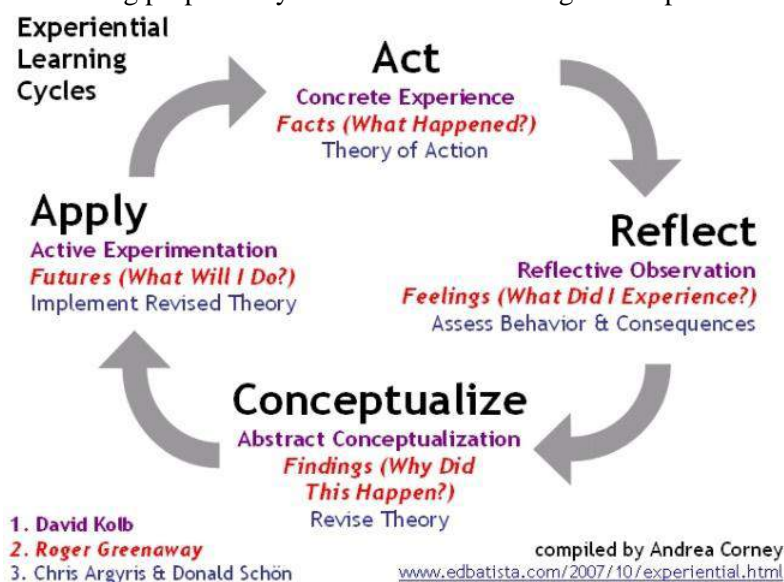 Experiential
Learning
Cycles
Act
Concrete Experience
Facts (What Happened?)
Theory of Action
Reflect
Reflective Observation
Feelings (What Did I Experience?)
Assess Behavior & Consequences
Conceptualize
Abstract Conceptualization
Findings (Why Did
This Happen?)
Revise Theory
Apply
Active Experimentation
Futures (What Will I Do?)
Implement Revised Theory
1. David Kolb
2. Roger Greenaway
3. Chris Argyris & Donald Schön
compiled by Andrea Corney
www.edbatista.com/2007/10/experiential.html